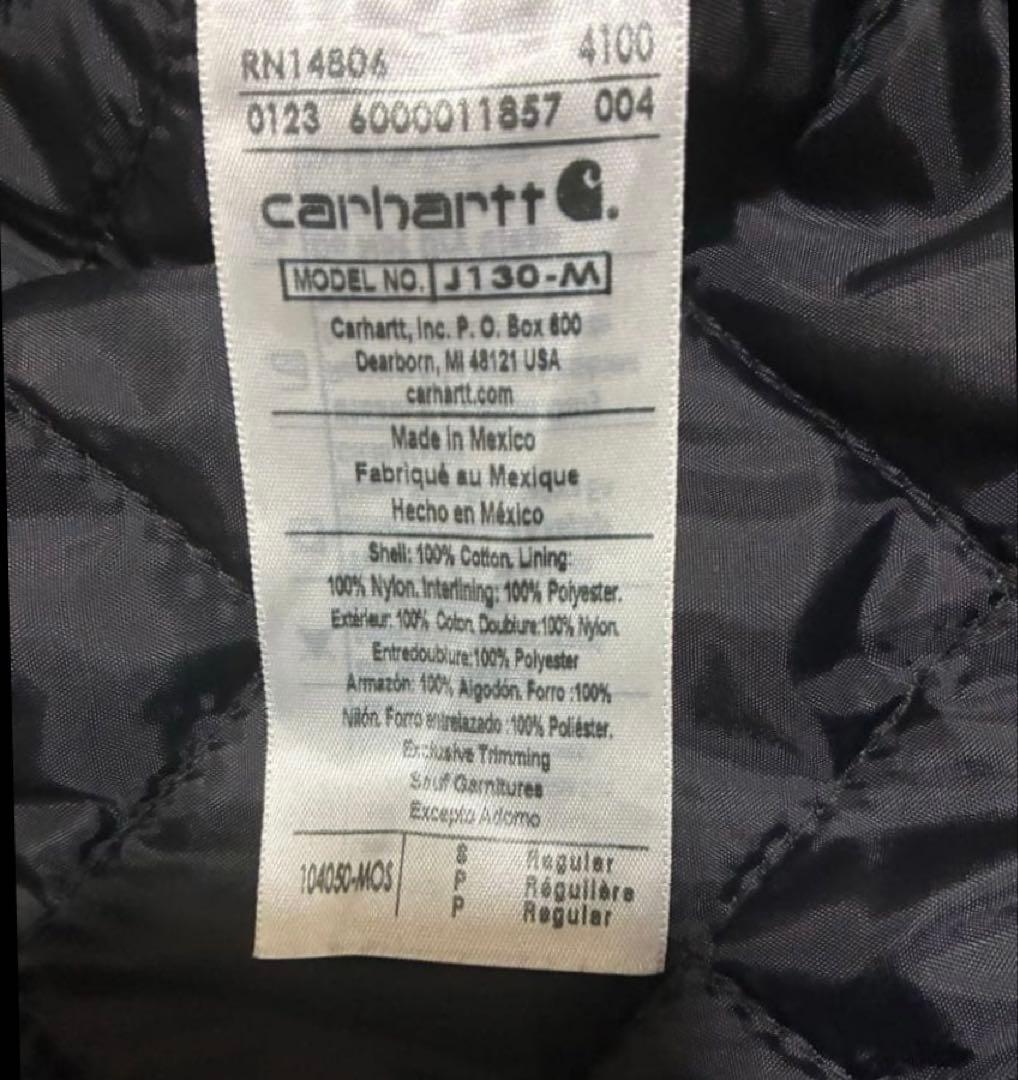 RN14806 4100
0123 6000011857 004
carhartt
MODEL NO. J130-M
Carhartt, Inc. P. O. Box 600
Dearborn, MI 48121 USA
carhartt.com
Made in Mexico
Fabriqué au Mexique
Hecho en México
Shell: 100% Cotton, Lining:
100% Nylon. Interlining: 100% Polyester.
Extérieur: 100% Coton, Doublure:100% Nylon,
Entredoublure:100% Polyester
Armazón: 100% Algodón, Forro :100%
Nilón, Forro entrelazado :100% Poliéster.
Exclusive Trimming
Sauf Garnitures
Excepto Adorno
104050-MOS
S Regular
P Régulière
P Regular